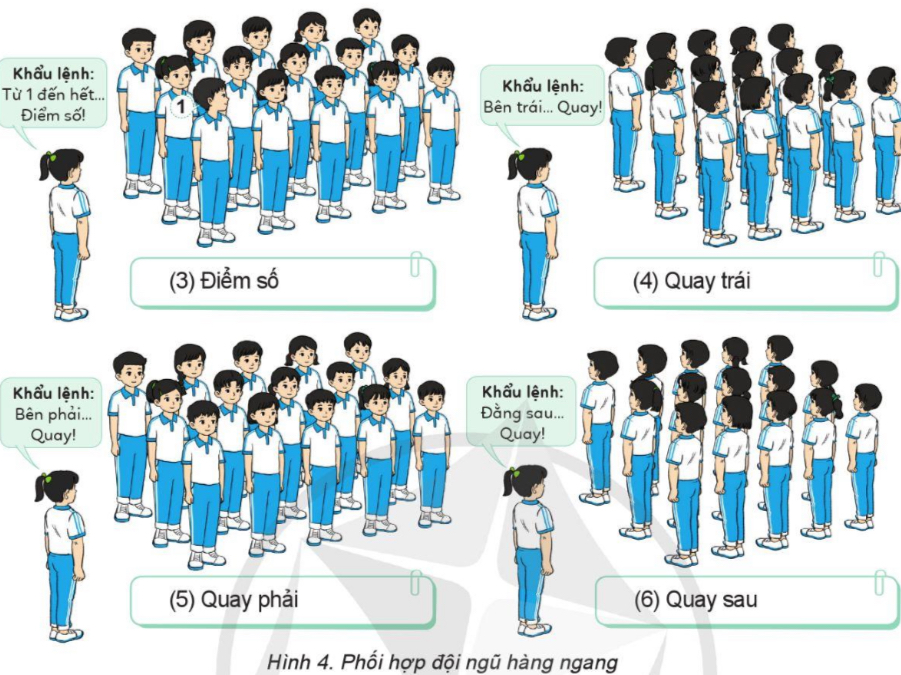 Khẩu lệnh:
Từ 1 đến hết...
Điểm số!
1
(3) Điểm số
Khẩu lệnh:
Bên trái... Quay!
(4) Quay trái
Khẩu lệnh:
Bên phải...
Quay!
(5) Quay phải
Khẩu lệnh:
Đằng sau...
Quay!
(6) Quay sau
Hình 4. Phối hợp đội ngũ hàng ngang